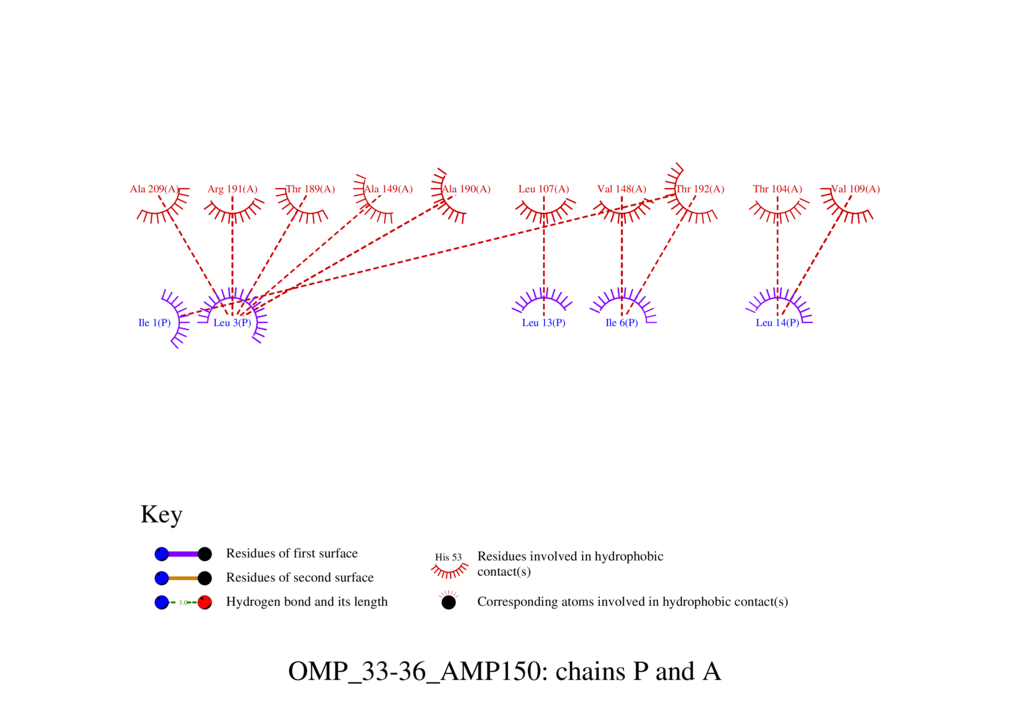 Ala 209(A) Arg 191(A) Thr 189(A) Ala 149(A) Ala 190(A) Leu 107(A) Val 148(A) Thr 192(A) Thr 104(A) Val 109(A)
Ile 1(P) Leu 3(P) Leu 13(P) Ile 6(P) Leu 14(P)
Key
Residues of first surface
Residues of second surface
3.0 Hydrogen bond and its length
His 53 Residues involved in hydrophobic
contact(s)
Corresponding atoms involved in hydrophobic contact(s)
OMP_33-36_AMP150: chains P and A